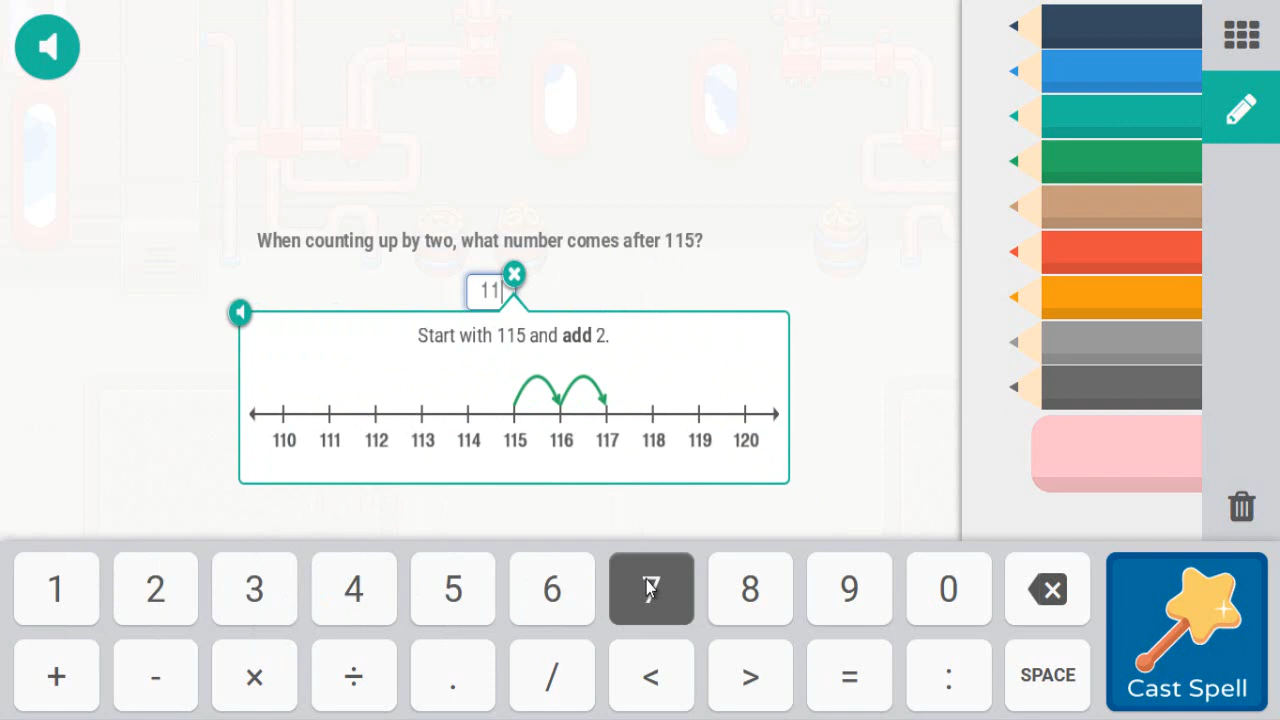 When counting up by two, what number comes after 115?
11
Start with 115 and add 2.
110 111 112 113 114 115 116 117 118 119 120
1 2 3 4 5 6 7 8 9 0
+ - × ÷ . / < > = : SPACE
Cast Spell